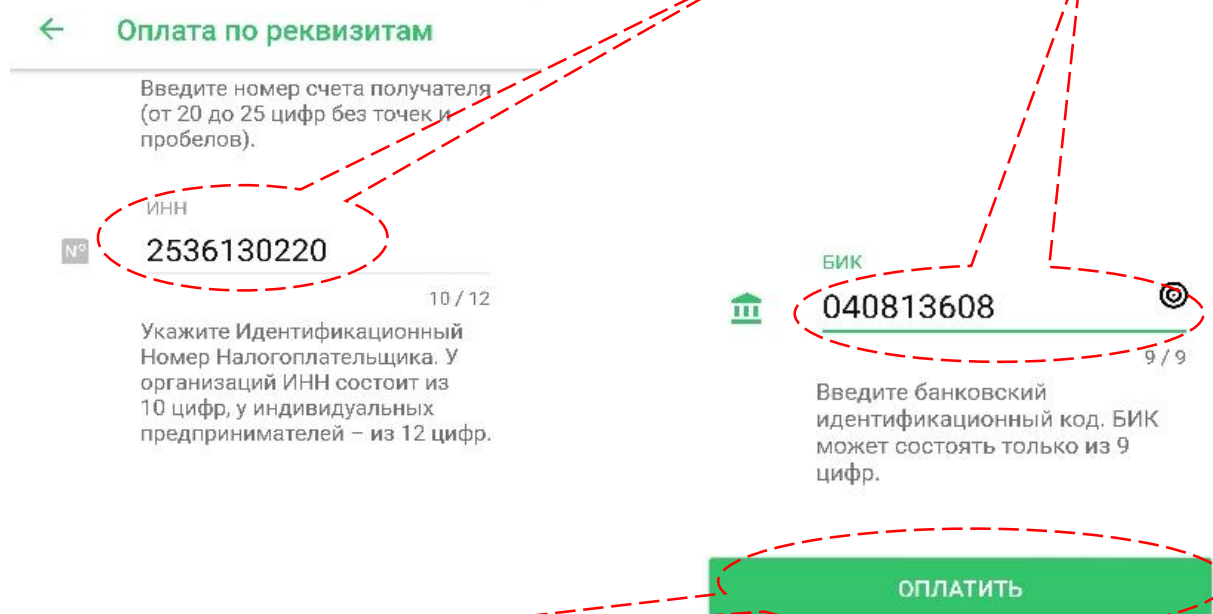 Оплата по реквизитам
Введите номер счета получателя
(от 20 до 25 цифр без точек и
пробелов).
ИНН
N°
2536130220
10 / 12
Укажите Идентификационный
Номер Налогоплательщика. У
организаций ИНН состоит из
10 цифр, у индивидуальных
предпринимателей – из 12 цифр.
БИК
040813608
9 / 9
Введите банковский
идентификационный код. БИК
может состоять только из 9
цифр.
ОПЛАТИТЬ